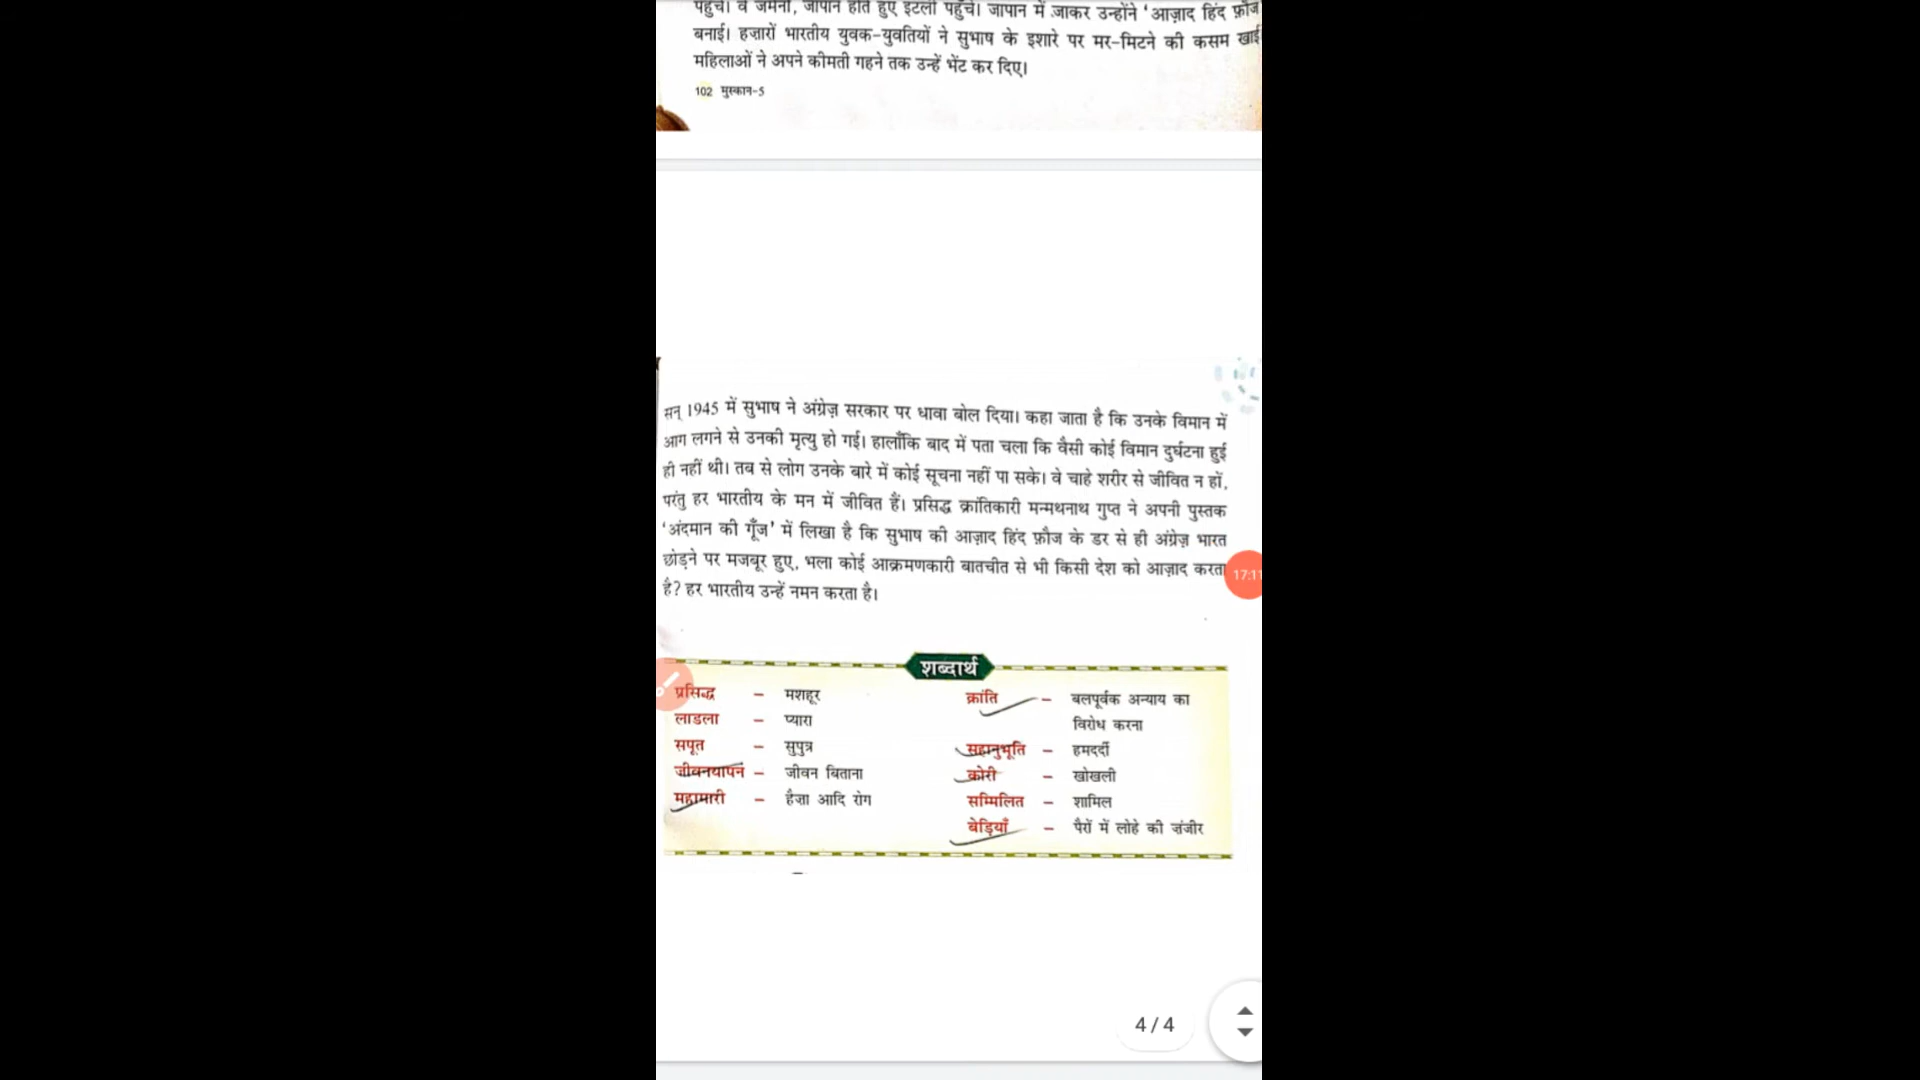 पहुँचे। वे जर्मनी, जापान होते हुए इटली पहुँचे। जापान में जाकर उन्होंने ‘आज़ाद हिंद फ़ौज
बनाई। हज़ारों भारतीय युवक-युवतियों ने सुभाष के इशारे पर मर-मिटने की कसम खाई
महिलाओं ने अपने कीमती गहने तक उन्हें भेंट कर दिए।
102 मुस्कान-5
सन् 1945 में सुभाष ने अंग्रेज़ सरकार पर धावा बोल दिया। कहा जाता है कि उनके विमान में
आग लगने से उनकी मृत्यु हो गई। हालाँकि बाद में पता चला कि वैसी कोई विमान दुर्घटना हुई
ही नहीं थी। तब से लोग उनके बारे में कोई सूचना नहीं पा सके। वे चाहे शरीर से जीवित न हों,
परंतु हर भारतीय के मन में जीवित हैं। प्रसिद्ध क्रांतिकारी मन्मथनाथ गुप्त ने अपनी पुस्तक
‘अंदमान की गूँज’ में लिखा है कि सुभाष की आज़ाद हिंद फ़ौज के डर से ही अंग्रेज़ भारत
छोड़ने पर मजबूर हुए, भला कोई आक्रमणकारी बातचीत से भी किसी देश को आज़ाद करता
है? हर भारतीय उन्हें नमन करता है।
17:11
शब्दार्थ
प्रसिद्ध – मशहूर
लाडला – प्यारा
सपूत – सुपुत्र
जीवनयापन – जीवन बिताना
महामारी – हैज़ा आदि रोग
क्रांति – बलपूर्वक अन्याय का
विरोध करना
सहानुभूति – हमदर्दी
कोरी – खोखली
सम्मिलित – शामिल
बेड़ियाँ – पैरों में लोहे की ज़ंजीर
4 / 4